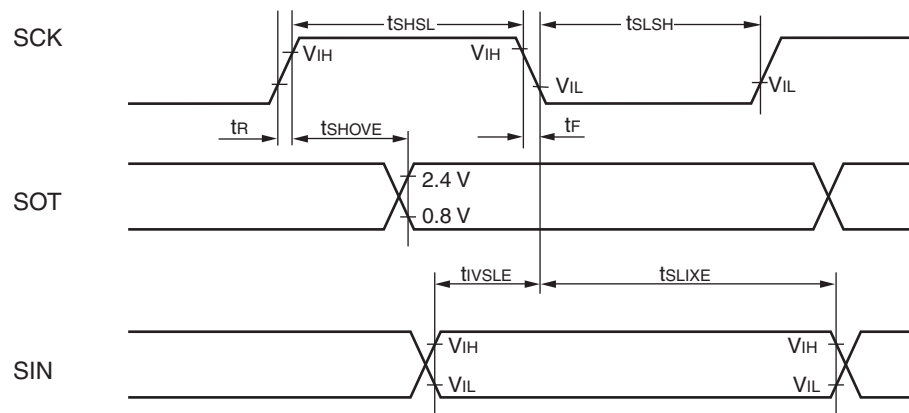 tSHSL
tSLSH
SCK
VIH
VIH
VIL
VIL
tR
tSHOVE
tF
SOT
2.4 V
0.8 V
tIVSLE
tSLIXE
SIN
VIH
VIH
VIL
VIL